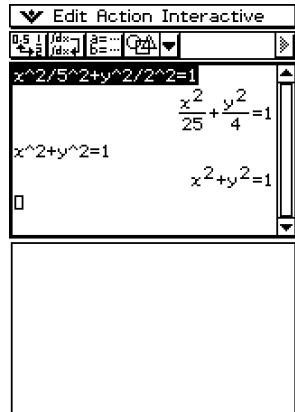 Edit Action Interactive
x^2/5^2+y^2/2^2=1
x²/25+y²/4=1
x^2+y^2=1
x²+y²=1